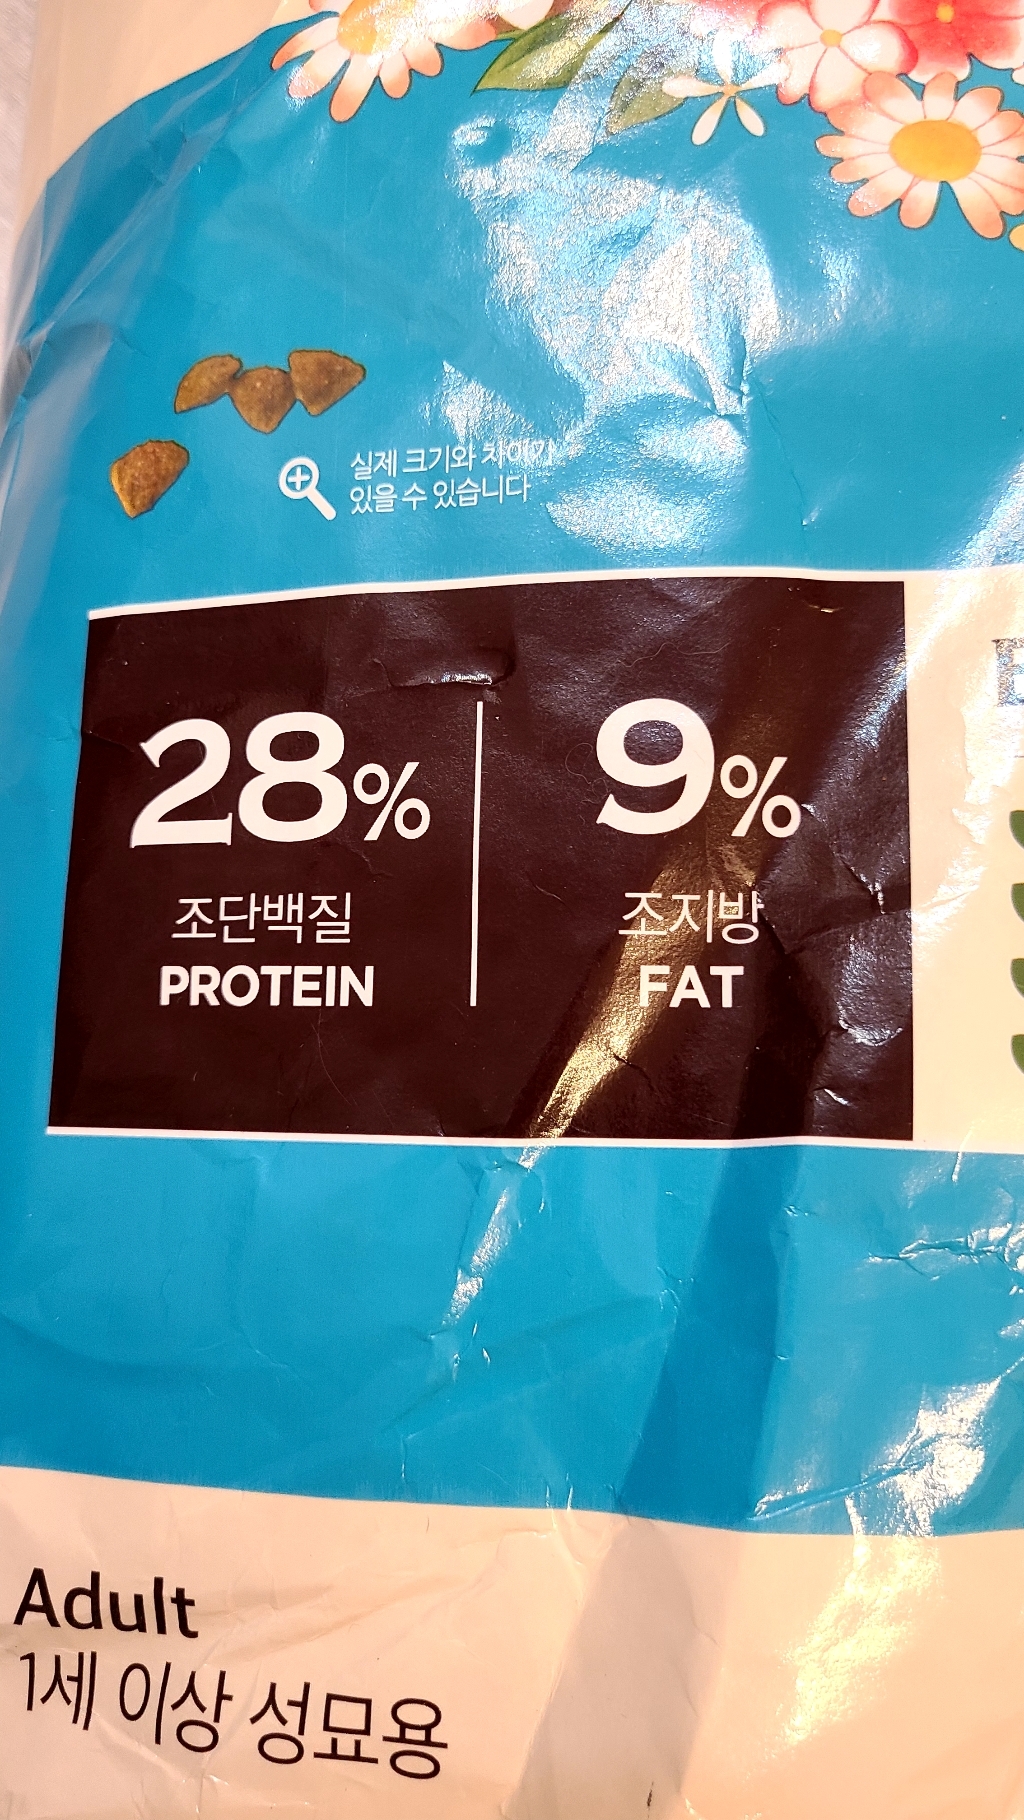 실제 크기와 차이가
있을 수 있습니다
28%
조단백질
PROTEIN
9%
조지방
FAT
Adult
1세 이상 성묘용